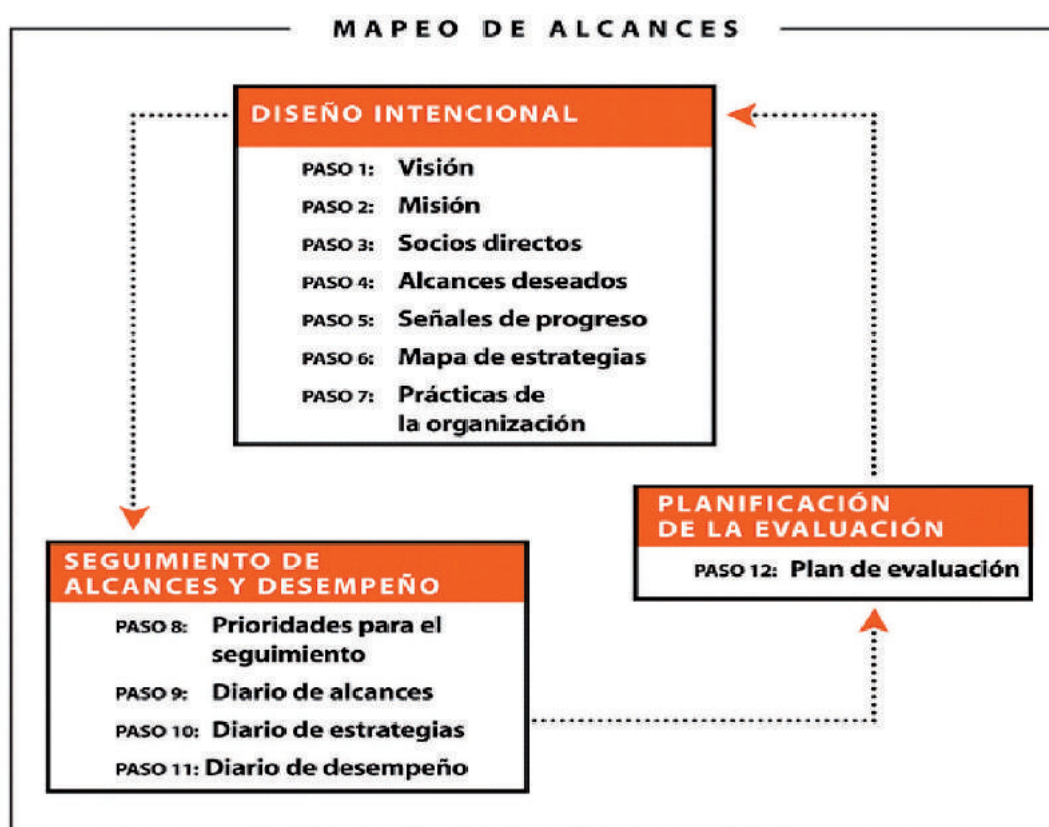 MAPEO DE ALCANCES
DISEÑO INTENCIONAL
PASO 1: Visión
PASO 2: Misión
PASO 3: Socios directos
PASO 4: Alcances deseados
PASO 5: Señales de progreso
PASO 6: Mapa de estrategias
PASO 7: Prácticas de
la organización
PLANIFICACIÓN
DE LA EVALUACIÓN
PASO 12: Plan de evaluación
SEGUIMIENTO DE
ALCANCES Y DESEMPEÑO
PASO 8: Prioridades para el
seguimiento
PASO 9: Diario de alcances
PASO 10: Diario de estrategias
PASO 11: Diario de desempeño